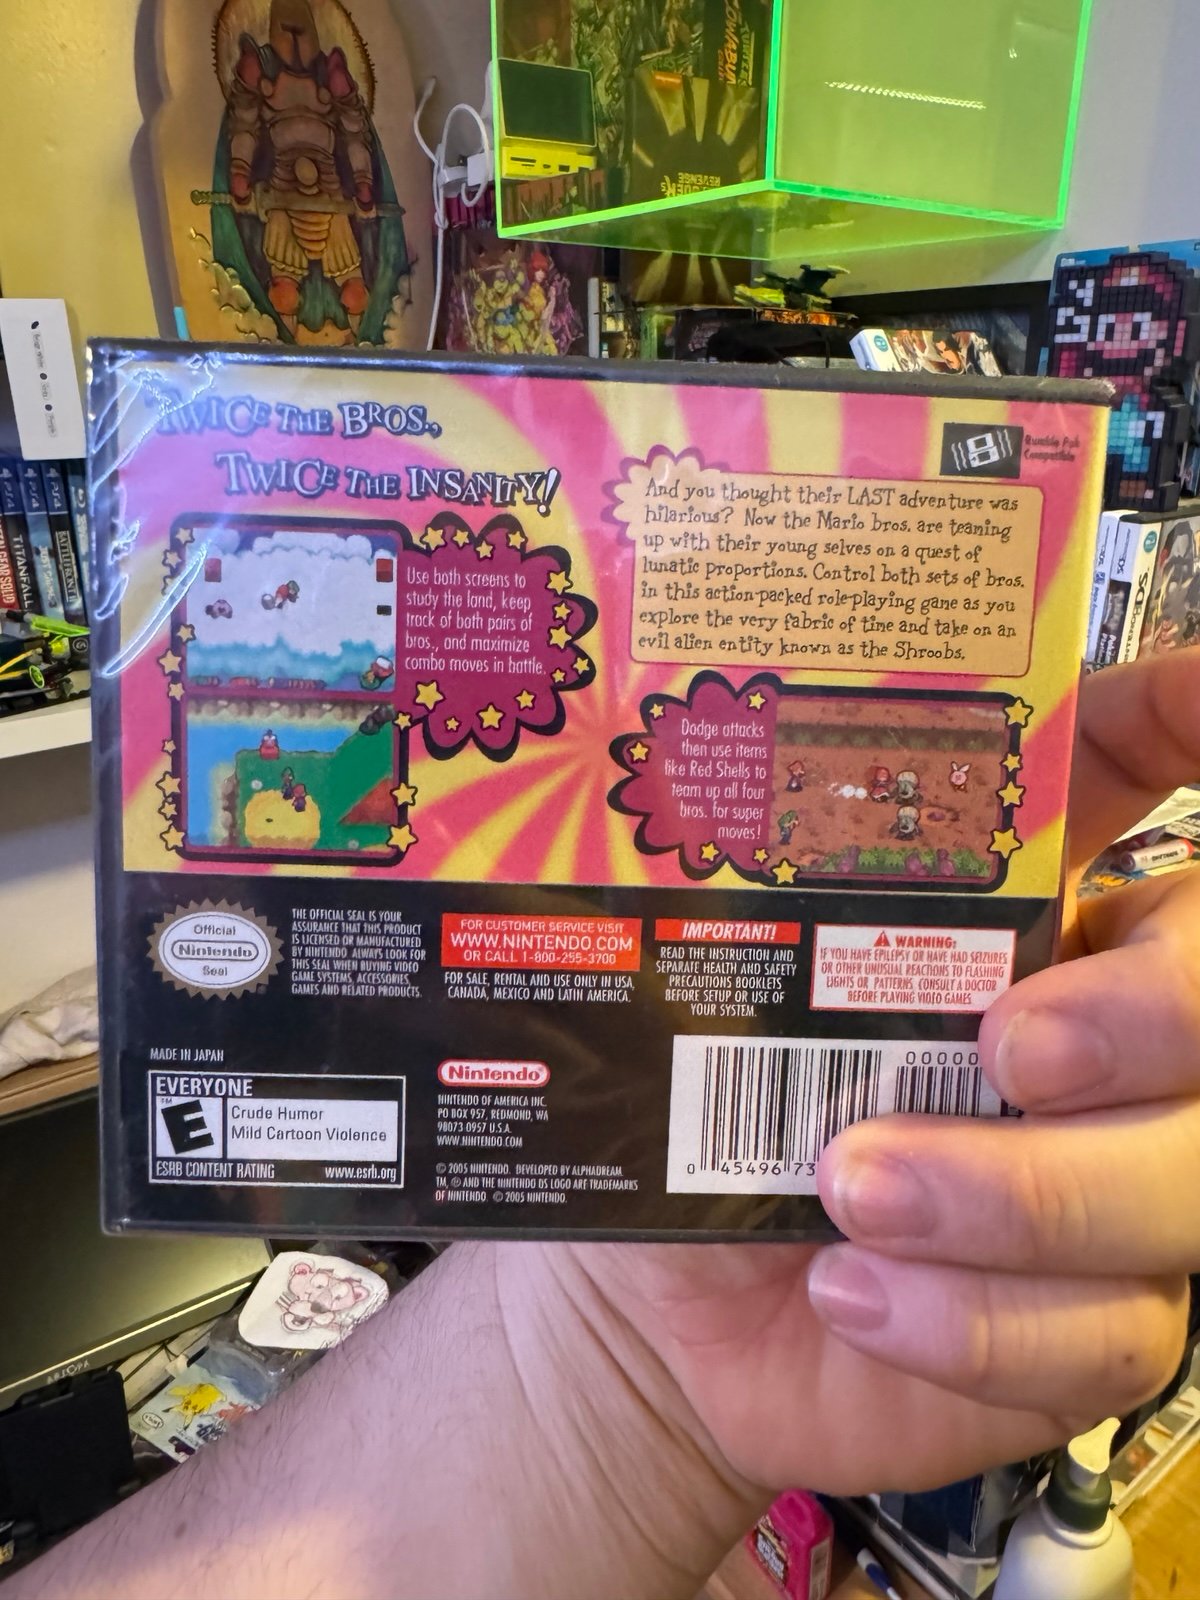 TWICE THE BROS.,
TWICE THE INSANITY!
Use both screens to
study the land, keep
track of both pairs of
bros., and maximize
combo moves in battle.
Rumble Pak
Compatible
And you thought their LAST adventure was
hilarious? Now the Mario bros. are teaming
up with their young selves on a quest of
lunatic proportions. Control both sets of bros.
in this action-packed role-playing game as you
explore the very fabric of time and take on an
evil alien entity known as the Shroobs.
Dodge attacks
then use items
like Red Shells to
team up all four
bros. for super
moves!
Official
Nintendo
Seal
THE OFFICIAL SEAL IS YOUR
ASSURANCE THAT THIS PRODUCT
IS LICENSED OR MANUFACTURED
BY NINTENDO. ALWAYS LOOK FOR
THIS SEAL WHEN BUYING VIDEO
GAME SYSTEMS, ACCESSORIES,
GAMES AND RELATED PRODUCTS.
FOR CUSTOMER SERVICE VISIT
WWW.NINTENDO.COM
OR CALL 1-800-255-3700
FOR SALE, RENTAL AND USE ONLY IN USA,
CANADA, MEXICO AND LATIN AMERICA.
IMPORTANT!
READ THE INSTRUCTION AND
SEPARATE HEALTH AND SAFETY
PRECAUTIONS BOOKLETS
BEFORE SETUP OR USE OF
YOUR SYSTEM.
WARNING:
IF YOU HAVE EPILEPSY OR HAVE HAD SEIZURES
OR OTHER UNUSUAL REACTIONS TO FLASHING
LIGHTS OR PATTERNS, CONSULT A DOCTOR
BEFORE PLAYING VIDEO GAMES.
MADE IN JAPAN
EVERYONE
E
TM
Crude Humor
Mild Cartoon Violence
ESRB CONTENT RATING www.esrb.org
Nintendo
NINTENDO OF AMERICA INC.
PO BOX 957, REDMOND, WA
98073-0957 U.S.A.
WWW.NINTENDO.COM
© 2005 NINTENDO. DEVELOPED BY ALPHADREAM.
TM, ® AND THE NINTENDO DS LOGO ARE TRADEMARKS
OF NINTENDO. © 2005 NINTENDO.
00000
0 45496 73
TITANFALL
METAL GEAR SOLID
PS4
PS4
PS4